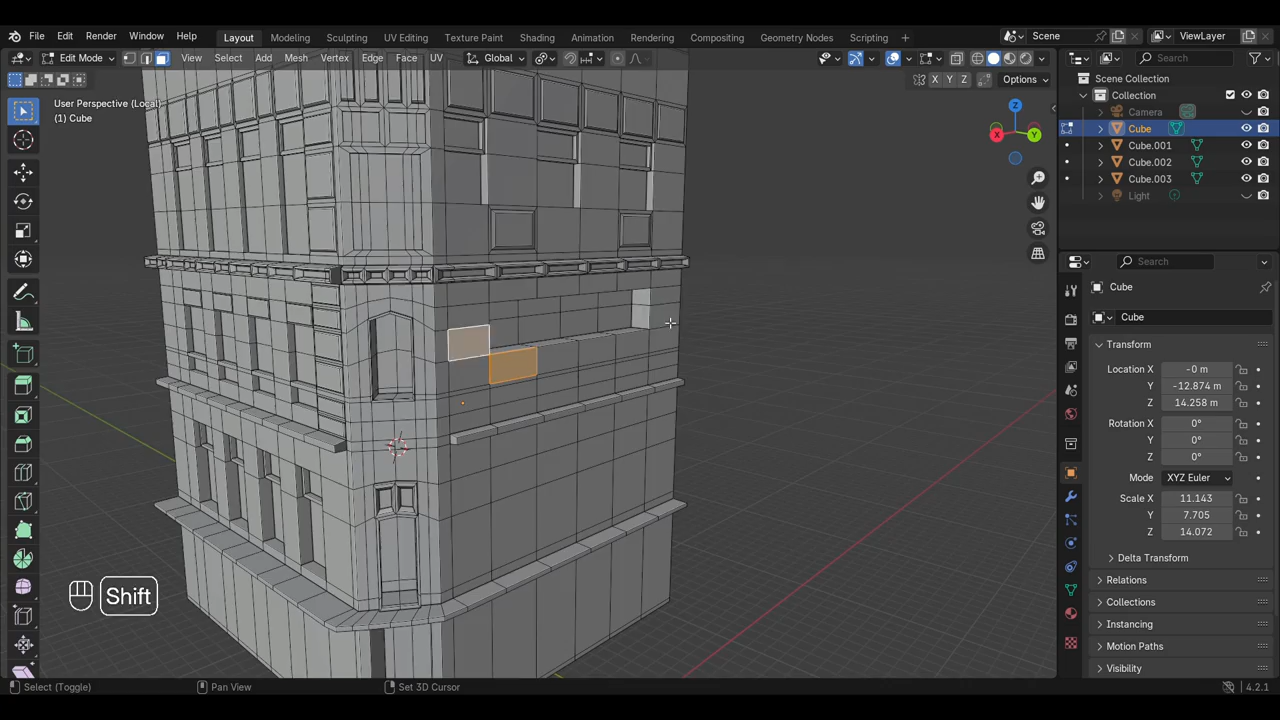 File Edit Render Window Help Layout Modeling Sculpting UV Editing Texture Paint Shading Animation Rendering Compositing Geometry Nodes Scripting Scene ViewLayer
Edit Mode View Select Add Mesh Vertex Edge Face UV Global Search
X Y Z Options Scene Collection
User Perspective (Local) Collection
(1) Cube Camera
Z Cube
X Y Cube.001
Cube.002
Cube.003
Light
Search
Cube
Cube
Transform
Location X -0 m
Y -12.874 m
Z 14.258 m
Rotation X 0°
Y 0°
Z 0°
Mode XYZ Euler
Scale X 11.143
Y 7.705
Z 14.072
Delta Transform
Relations
Shift
Collections
Instancing
Motion Paths
Visibility
Select (Toggle) Pan View Set 3D Cursor 4.2.1